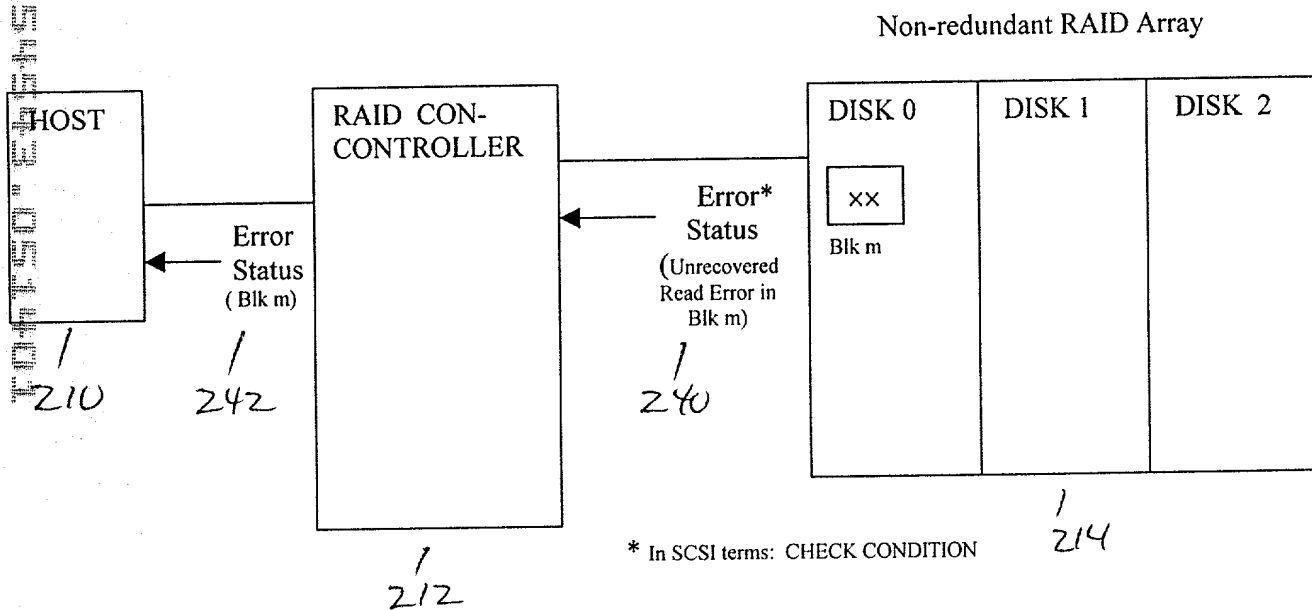 Non-redundant RAID Array
HOST
RAID CON-
CONTROLLER
DISK 0
DISK 1
DISK 2
××
Blk m
Error
Status
( Blk m)
Error*
Status
(Unrecovered
Read Error in
Blk m)
210
242
240
212
214
* In SCSI terms: CHECK CONDITION